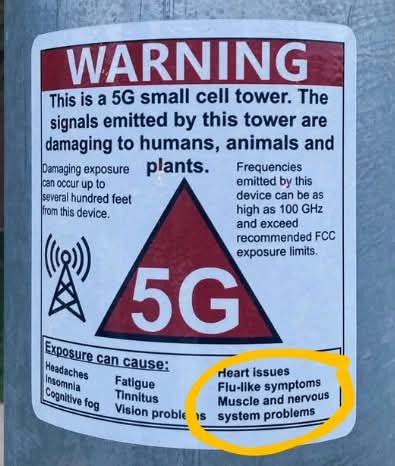 WARNING
This is a 5G small cell tower. The
signals emitted by this tower are
damaging to humans, animals and
plants.
Damaging exposure
can occur up to
several hundred feet
from this device.
Frequencies
emitted by this
device can be as
high as 100 GHz
and exceed
recommended FCC
exposure limits.
5G
Exposure can cause:
Headaches
Insomnia
Cognitive fog
Fatigue
Tinnitus
Vision problems
Heart issues
Flu-like symptoms
Muscle and nervous
system problems